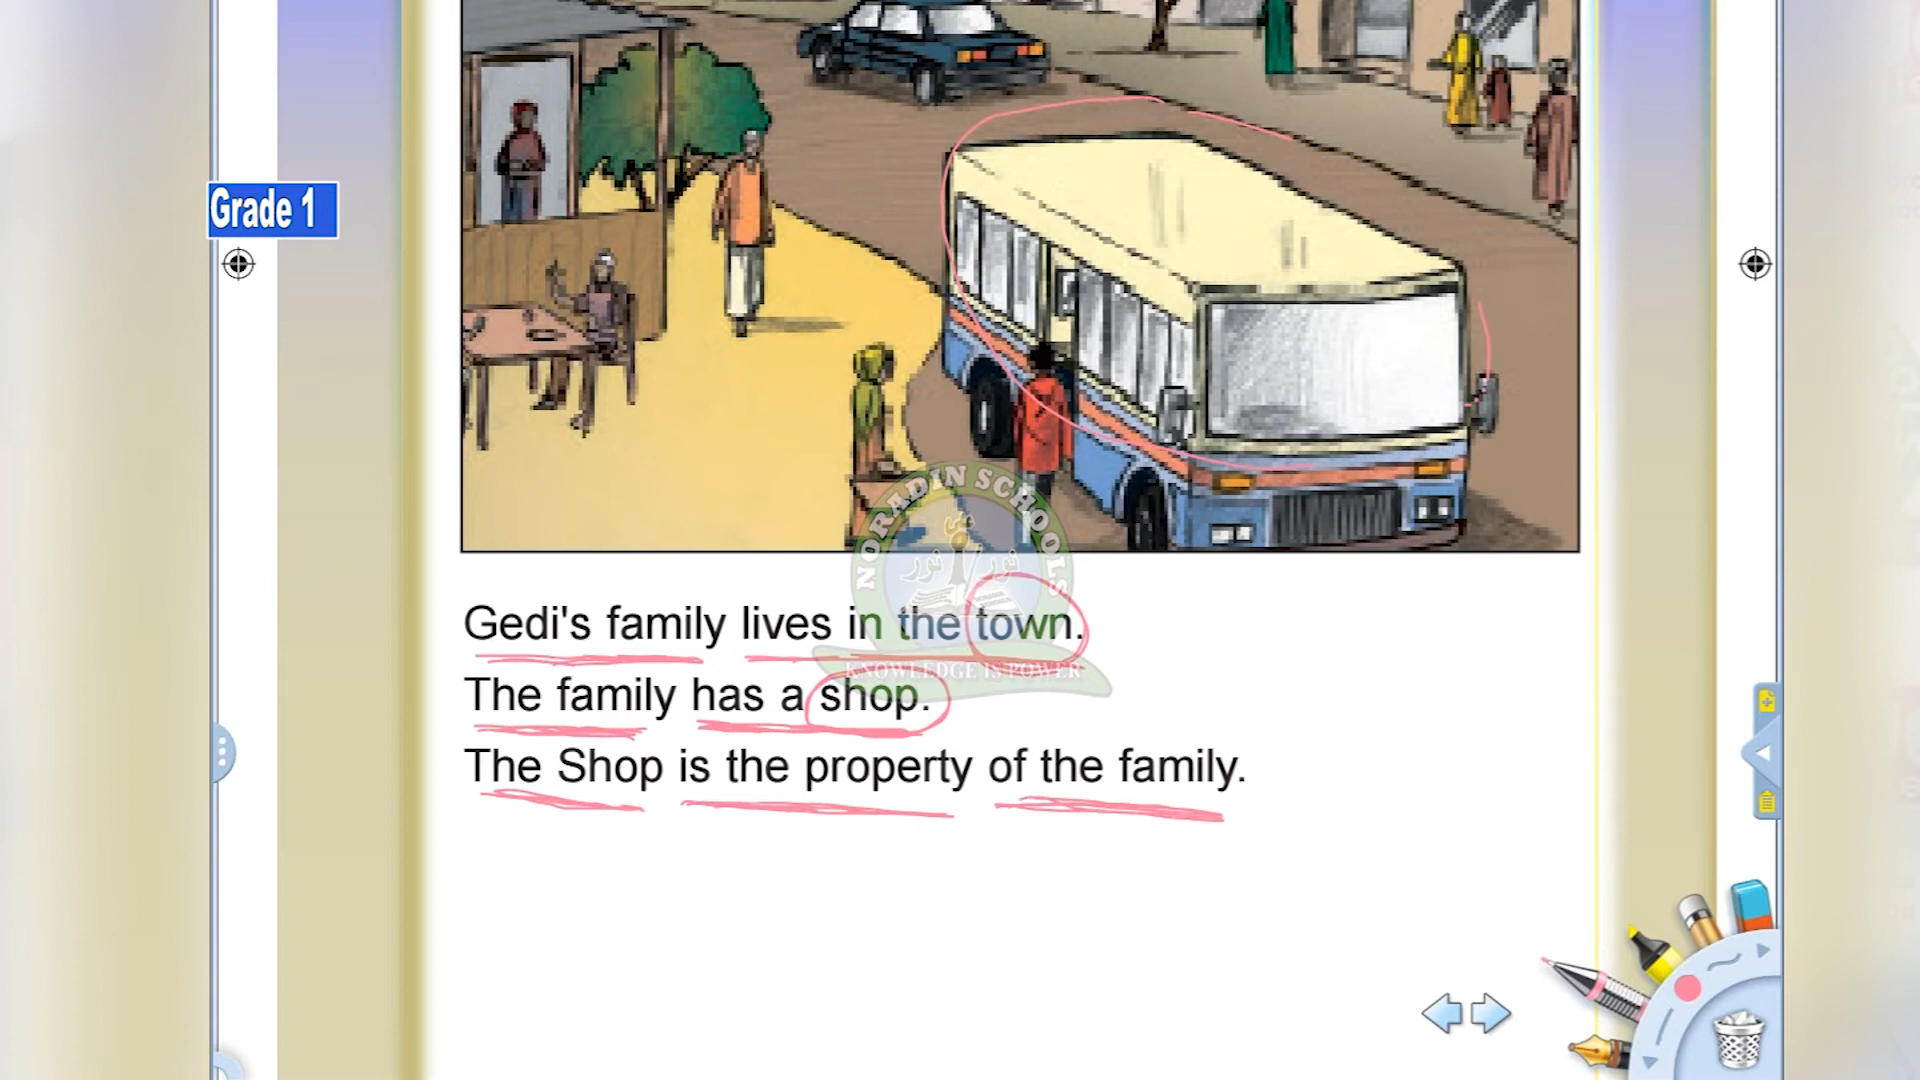 Grade 1
NORADIN SCHOOLS
Gedi's family lives in the town.
KNOWLEDGE IS POWER
The family has a shop.
The Shop is the property of the family.